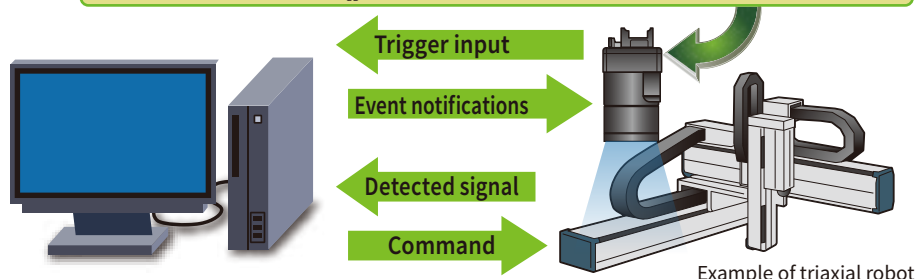 Trigger input
Event notifications
Detected signal
Command
Example of triaxial robot